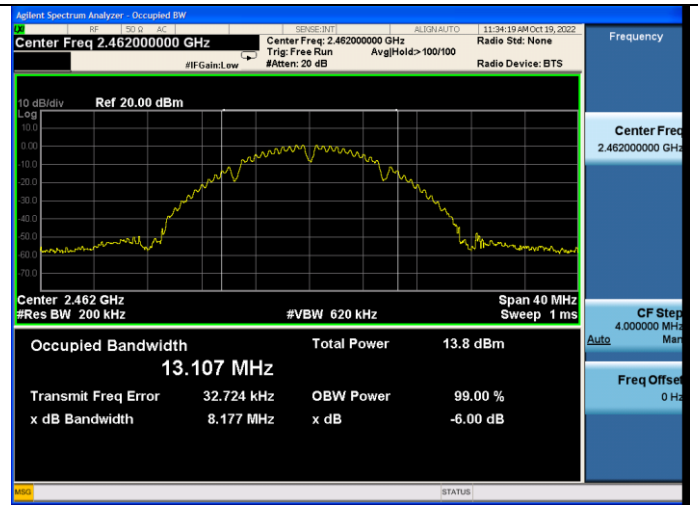 Agilent Spectrum Analyzer - Occupied BW
RF 50 Ω AC SENSE:INT ALIGNAUTO 11:34:19 AM Oct 19, 2022
Center Freq 2.462000000 GHz
Center Freq: 2.462000000 GHz
Radio Std: None
Trig: Free Run Avg|Hold:>100/100
#IFGain:Low #Atten: 20 dB Radio Device: BTS
10 dB/div Ref 20.00 dBm
Log
10.0
0.00
-10.0
-20.0
-30.0
-40.0
-50.0
-60.0
-70.0
Center 2.462 GHz Span 40 MHz
#Res BW 200 kHz #VBW 620 kHz Sweep 1 ms
Occupied Bandwidth Total Power 13.8 dBm
13.107 MHz
Transmit Freq Error 32.724 kHz OBW Power 99.00 %
x dB Bandwidth 8.177 MHz x dB -6.00 dB
MSG STATUS
Frequency
Center Freq
2.462000000 GHz
CF Step
4.000000 MHz
Auto Man
Freq Offset
0 Hz